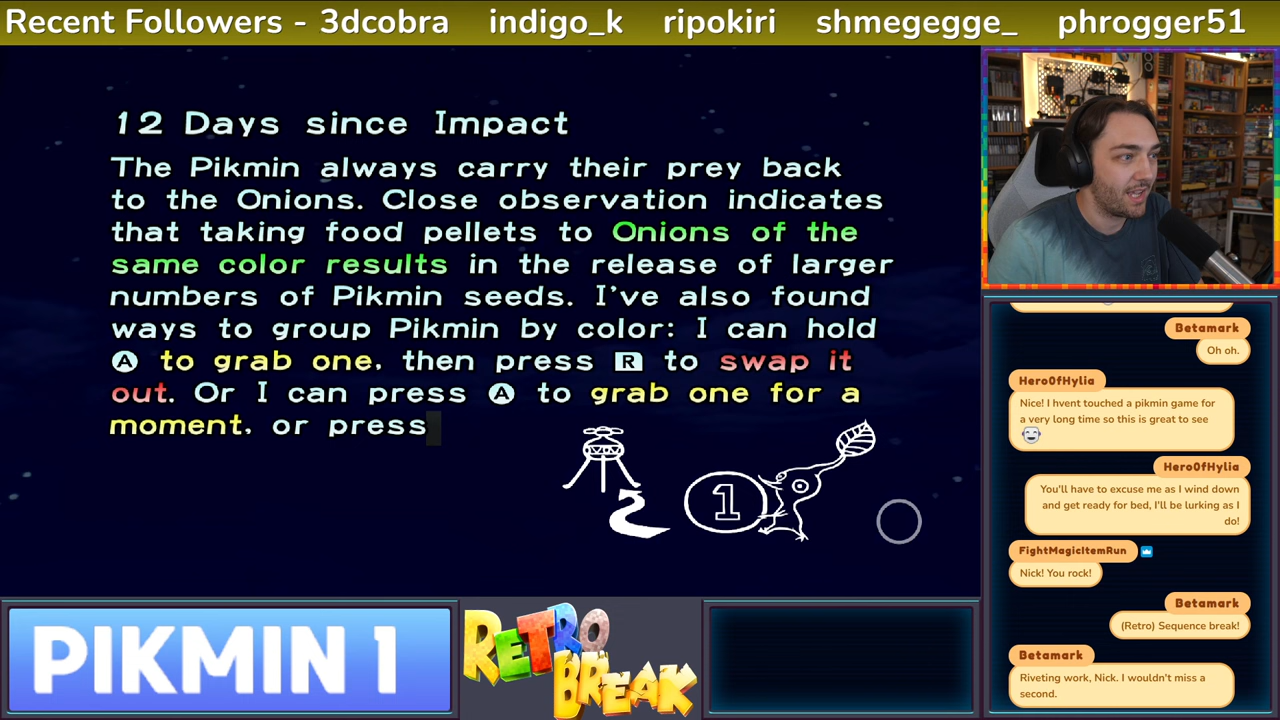 Recent Followers - 3dcobra indigo_k ripokiri shmegegge_ phrogger51
12 Days since Impact
The Pikmin always carry their prey back
to the Onions. Close observation indicates
that taking food pellets to Onions of the
same color results in the release of larger
numbers of Pikmin seeds. I've also found
ways to group Pikmin by color: I can hold
A to grab one, then press R to swap it
out. Or I can press A to grab one for a
moment, or press
1
Betamark
Oh oh.
HeroOfHylia
Nice! I hvent touched a pikmin game for
a very long time so this is great to see
HeroOfHylia
You'll have to excuse me as I wind down
and get ready for bed, I'll be lurking as I
do!
FightMagicItemRun
Nick! You rock!
Betamark
(Retro) Sequence break!
Betamark
Riveting work, Nick. I wouldn't miss a
second.
PIKMIN 1
RETRO
BREAK